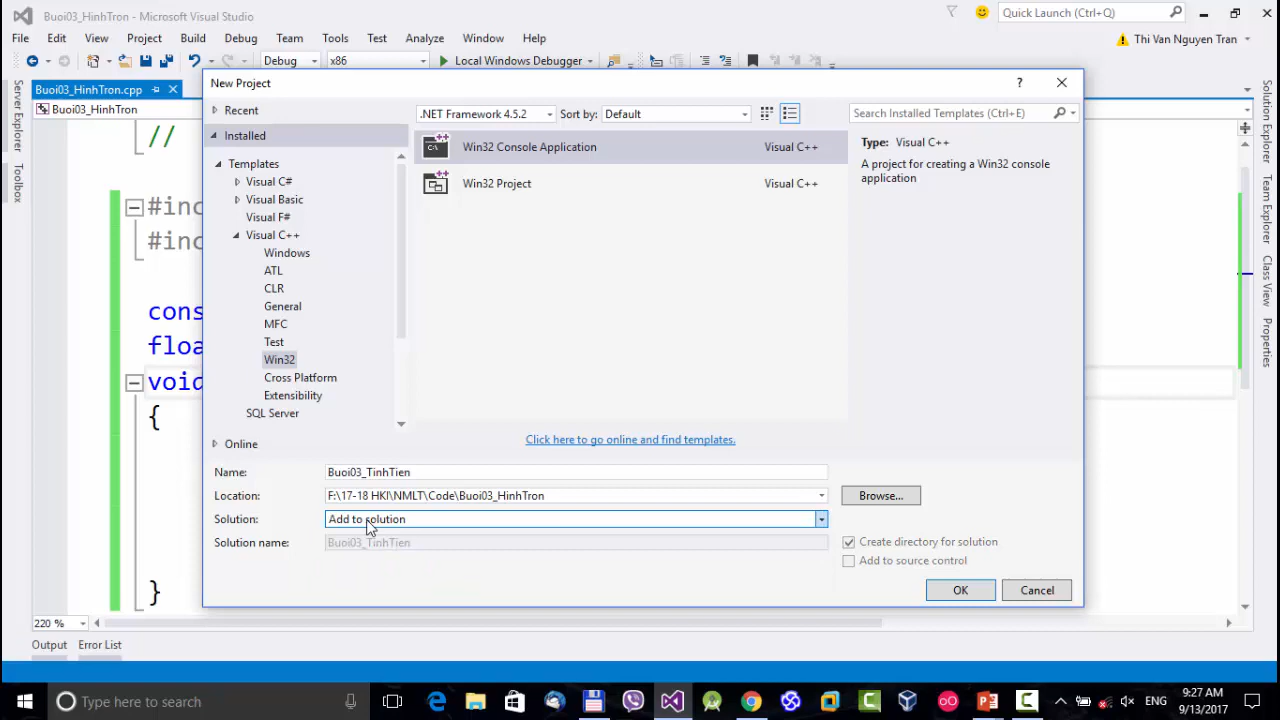 Buoi03_HinhTron - Microsoft Visual Studio
Quick Launch (Ctrl+Q)
File Edit View Project Build Debug Team Tools Test Analyze Window Help
Thi Van Nguyen Tran
Debug x86 Local Windows Debugger
Server Explorer
Toolbox
Buoi03_HinhTron.cpp
Buoi03_HinhTron
//
#inc
#inc
cons
floa
void
{
}
New Project
?
Recent
Installed
.NET Framework 4.5.2 Sort by: Default
Search Installed Templates (Ctrl+E)
Templates
Visual C#
Visual Basic
Visual F#
Visual C++
Windows
ATL
CLR
General
MFC
Test
Win32
Cross Platform
Extensibility
SQL Server
Online
Win32 Console Application Visual C++
Win32 Project Visual C++
Type: Visual C++
A project for creating a Win32 console
application
Click here to go online and find templates.
Name: Buoi03_TinhTien
Location: F:\17-18 HKI\NMLT\Code\Buoi03_HinhTron Browse...
Solution: Add to solution
Solution name: Buoi03_TinhTien
Create directory for solution
Add to source control
OK Cancel
Solution Explorer
Team Explorer
Class View
Properties
220 %
Output Error List
Type here to search
ENG
9:27 AM
9/13/2017